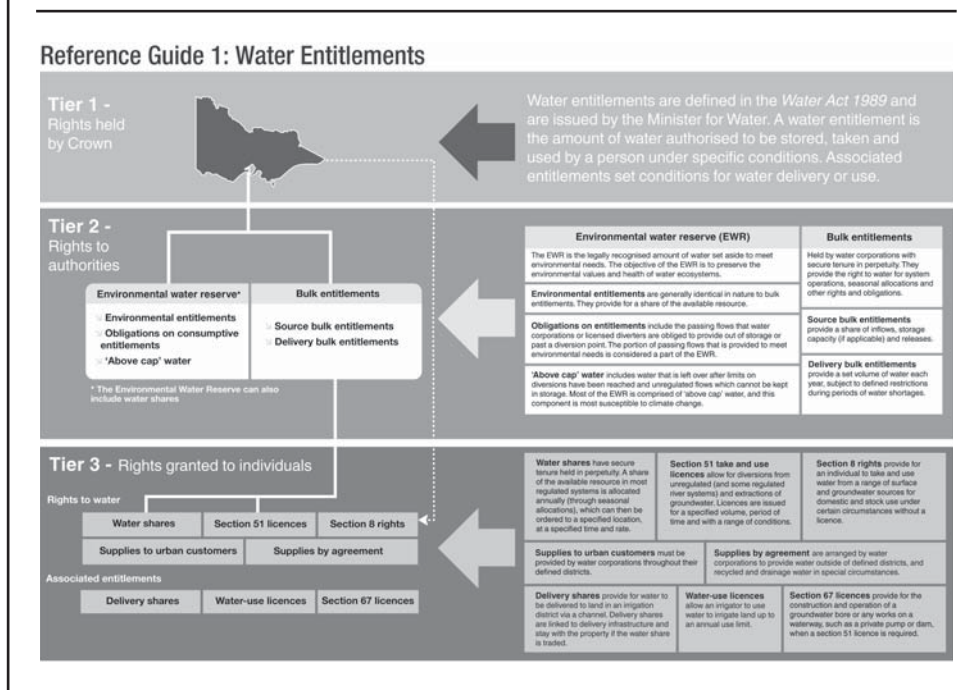 Reference Guide 1: Water Entitlements
Tier 1 -
Rights held
by Crown
Water entitlements are defined in the Water Act 1989 and
are issued by the Minister for Water. A water entitlement is
the amount of water authorised to be stored, taken and
used by a person under specific conditions. Associated
entitlements set conditions for water delivery or use.
Tier 2 -
Rights to
authorities
Environmental water reserve*
Environmental entitlements
Obligations on consumptive
entitlements
'Above cap' water
Bulk entitlements
Source bulk entitlements
Delivery bulk entitlements
* The Environmental Water Reserve can also
include water shares
Environmental water reserve (EWR)
The EWR is the legally recognised amount of water set aside to meet
environmental needs. The objective of the EWR is to preserve the
environmental values and health of water ecosystems.
Environmental entitlements are generally identical in nature to bulk
entitlements. They provide for a share of the available resource.
Obligations on entitlements include the passing flows that water
corporations or licensed diverters are obliged to provide out of storage or
past a diversion point. The portion of passing flows that is provided to meet
environmental needs is considered a part of the EWR.
'Above cap' water includes water that is left over after limits on
diversions have been reached and unregulated flows which cannot be kept
in storage. Most of the EWR is comprised of 'above cap' water, and this
component is most susceptible to climate change.
Bulk entitlements
Held by water corporations with
secure tenure in perpetuity. They
provide the right to water for system
operations, seasonal allocations and
other rights and obligations.
Source bulk entitlements
provide a share of inflows, storage
capacity (if applicable) and releases.
Delivery bulk entitlements
provide a set volume of water each
year, subject to defined restrictions
during periods of water shortages.
Tier 3 - Rights granted to individuals
Rights to water
Water shares
Section 51 licences
Section 8 rights
Supplies to urban customers
Supplies by agreement
Associated entitlements
Delivery shares
Water-use licences
Section 67 licences
Water shares have secure
tenure held in perpetuity. A share
of the available resource in most
regulated systems is allocated
annually (through seasonal
allocations), which can then be
ordered to a specified location,
at a specified time and rate.
Section 51 take and use
licences allow for diversions from
unregulated (and some regulated
river systems) and extractions of
groundwater. Licences are issued
for a specified volume, period of
time and with a range of conditions.
Section 8 rights provide for
an individual to take and use
water from a range of surface
and groundwater sources for
domestic and stock use under
certain circumstances without a
licence.
Supplies to urban customers must be
provided by water corporations throughout their
defined districts.
Supplies by agreement are arranged by water
corporations to provide water outside of defined districts, and
recycled and drainage water in special circumstances.
Delivery shares provide for water to
be delivered to land in an irrigation
district via a channel. Delivery shares
are linked to delivery infrastructure and
stay with the property if the water share
is traded.
Water-use licences
allow an irrigator to use
water to irrigate land up to
an annual use limit.
Section 67 licences provide for the
construction and operation of a
groundwater bore or any works on a
waterway, such as a private pump or dam,
when a section 51 licence is required.